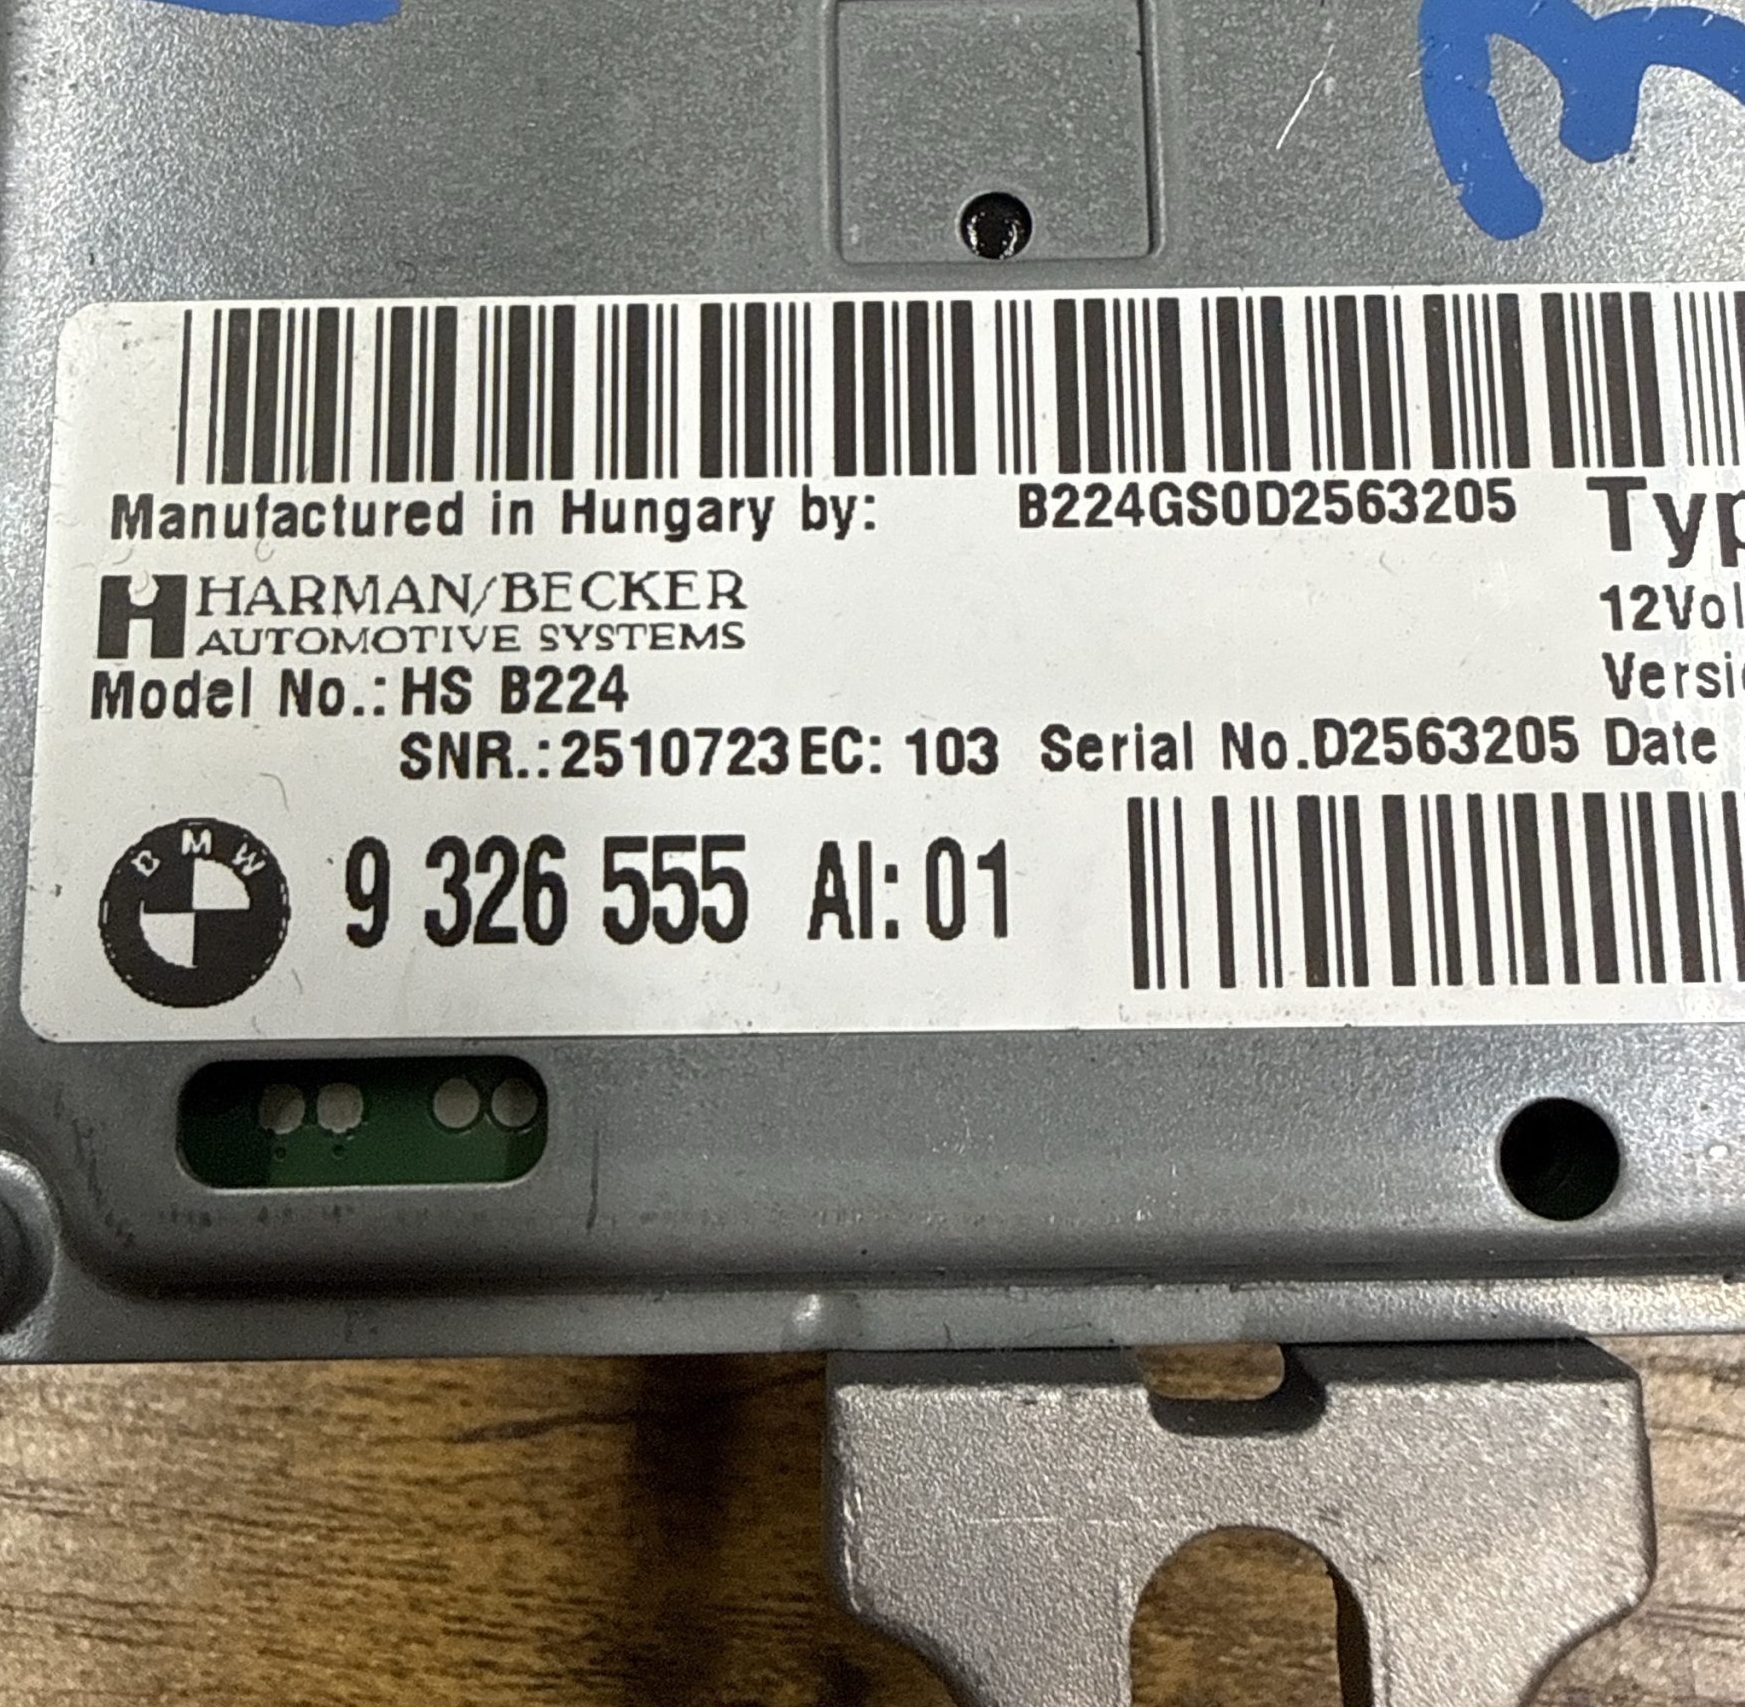 Manufactured in Hungary by: B224GS0D2563205
HARMAN/BECKER
AUTOMOTIVE SYSTEMS
12Vol
Model No.: HS B224
Versi
SNR.: 2510723 EC: 103 Serial No.D2563205 Date
BMW
9 326 555 AI: 01